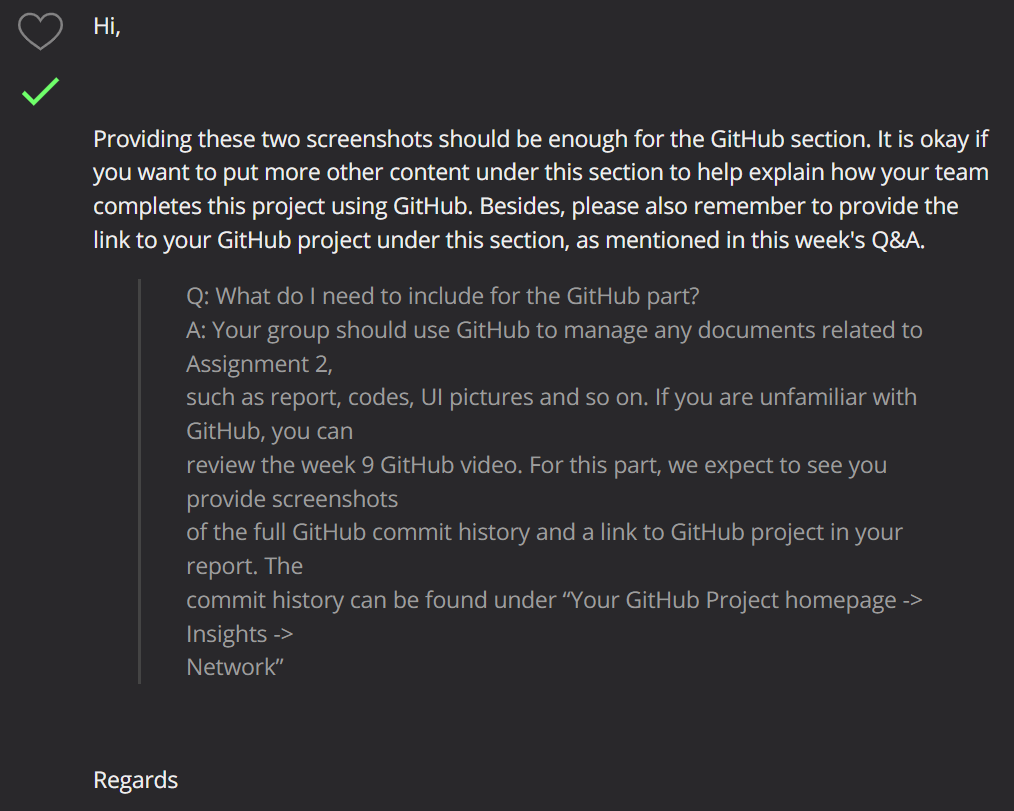 Hi,
Providing these two screenshots should be enough for the GitHub section. It is okay if
you want to put more other content under this section to help explain how your team
completes this project using GitHub. Besides, please also remember to provide the
link to your GitHub project under this section, as mentioned in this week's Q&A.
Q: What do I need to include for the GitHub part?
A: Your group should use GitHub to manage any documents related to
Assignment 2,
such as report, codes, UI pictures and so on. If you are unfamiliar with
GitHub, you can
review the week 9 GitHub video. For this part, we expect to see you
provide screenshots
of the full GitHub commit history and a link to GitHub project in your
report. The
commit history can be found under “Your GitHub Project homepage ->
Insights ->
Network”
Regards